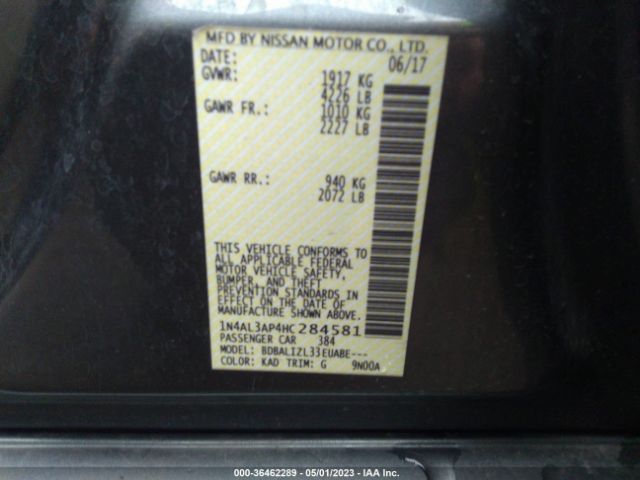 MFD BY NISSAN MOTOR CO., LTD.
DATE: 06/17
GVWR: 1917 KG
4226 LB
GAWR FR.: 1010 KG
2227 LB
GAWR RR.: 940 KG
2072 LB
THIS VEHICLE CONFORMS TO
ALL APPLICABLE FEDERAL
MOTOR VEHICLE SAFETY,
BUMPER, AND THEFT
PREVENTION STANDARDS IN
EFFECT ON THE DATE OF
MANUFACTURE SHOWN ABOVE.
1N4AL3AP4HC284581
PASSENGER CAR 384
MODEL: BDBALIZL33EUABE---
COLOR: KAD TRIM: G 9N00A
000-36462289 - 05/01/2023 - IAA Inc.